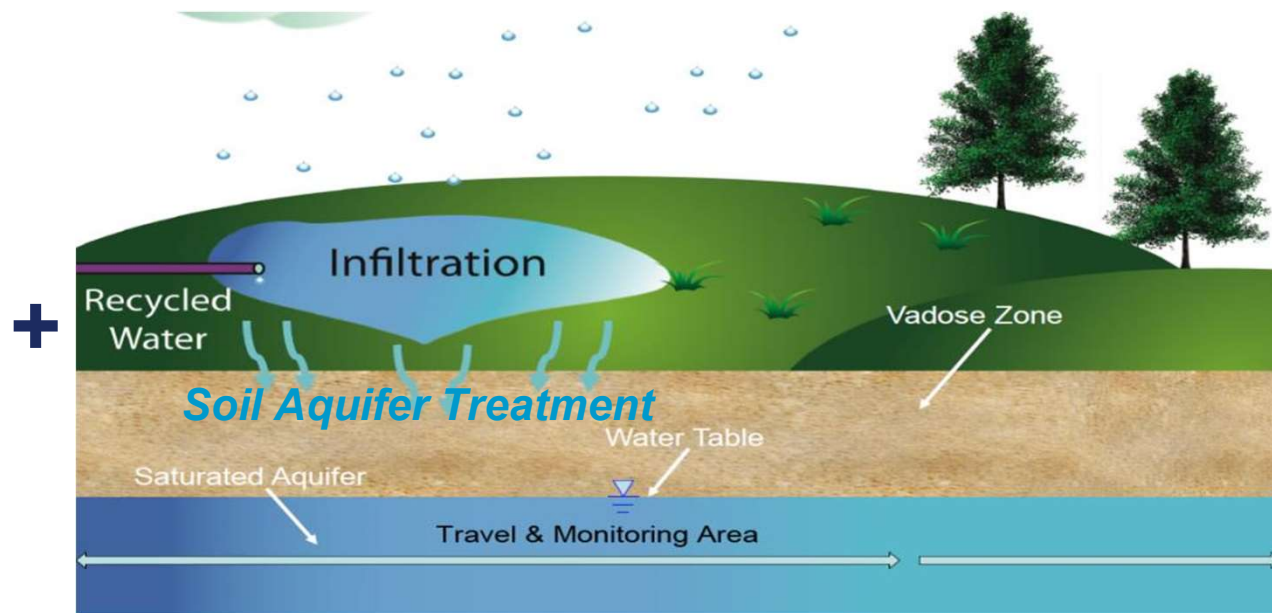 +
Infiltration
Recycled
Water
Vadose Zone
Soil Aquifer Treatment
Water Table
Saturated Aquifer
Travel & Monitoring Area